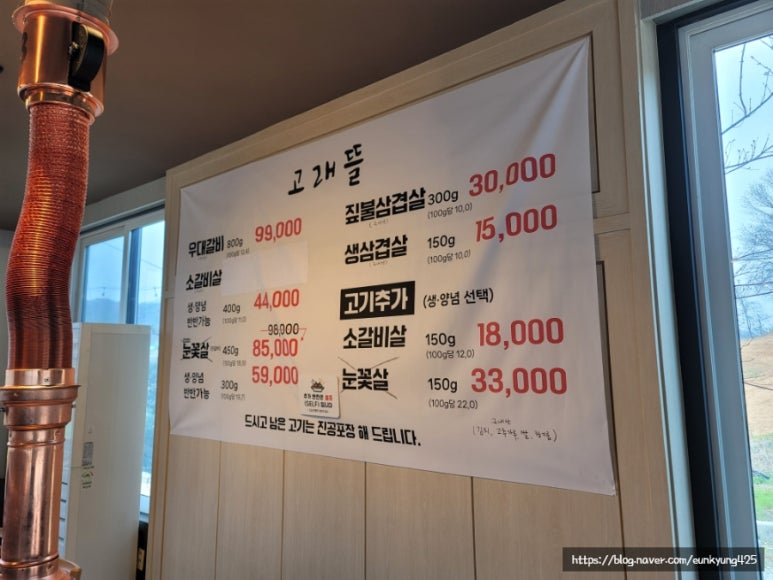 고래뜰
우대갈비 800g 99,000
소갈비살
생·양념 반반가능 400g 44,000
98,000
눈꽃살 450g 85,000
생·양념 반반가능 300g 59,000
짚불삼겹살 300g 30,000
(100g당 10,0)
생삼겹살 150g 15,000
(100g당 10,0)
고기추가 (생·양념 선택)
소갈비살 150g 18,000
(100g당 12,0)
눈꽃살 150g 33,000
(100g당 22,0)
드시고 남은 고기는 진공포장 해 드립니다.
https://blog.naver.com/eunkyung425